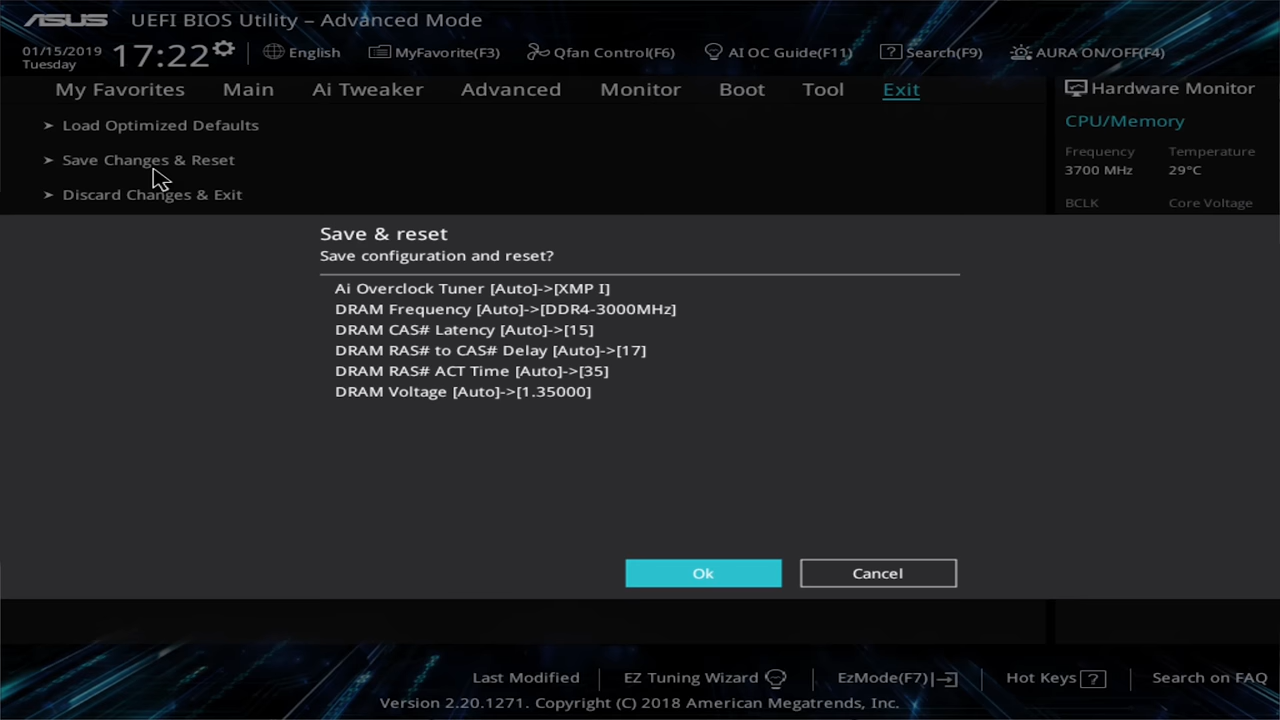 ASUS UEFI BIOS Utility – Advanced Mode
01/15/2019
Tuesday
17:22
English
MyFavorite(F3)
Qfan Control(F6)
AI OC Guide(F11)
? Search(F9)
AURA ON/OFF(F4)
My Favorites Main Ai Tweaker Advanced Monitor Boot Tool Exit
Hardware Monitor
➤ Load Optimized Defaults
➤ Save Changes & Reset
➤ Discard Changes & Exit
CPU/Memory
Frequency Temperature
3700 MHz 29°C
BCLK Core Voltage
Save & reset
Save configuration and reset?
Ai Overclock Tuner [Auto]->[XMP I]
DRAM Frequency [Auto]->[DDR4-3000MHz]
DRAM CAS# Latency [Auto]->[15]
DRAM RAS# to CAS# Delay [Auto]->[17]
DRAM RAS# ACT Time [Auto]->[35]
DRAM Voltage [Auto]->[1.35000]
Ok Cancel
Last Modified
EZ Tuning Wizard
EzMode(F7)
Hot Keys ?
Search on FAQ
Version 2.20.1271. Copyright (C) 2018 American Megatrends, Inc.